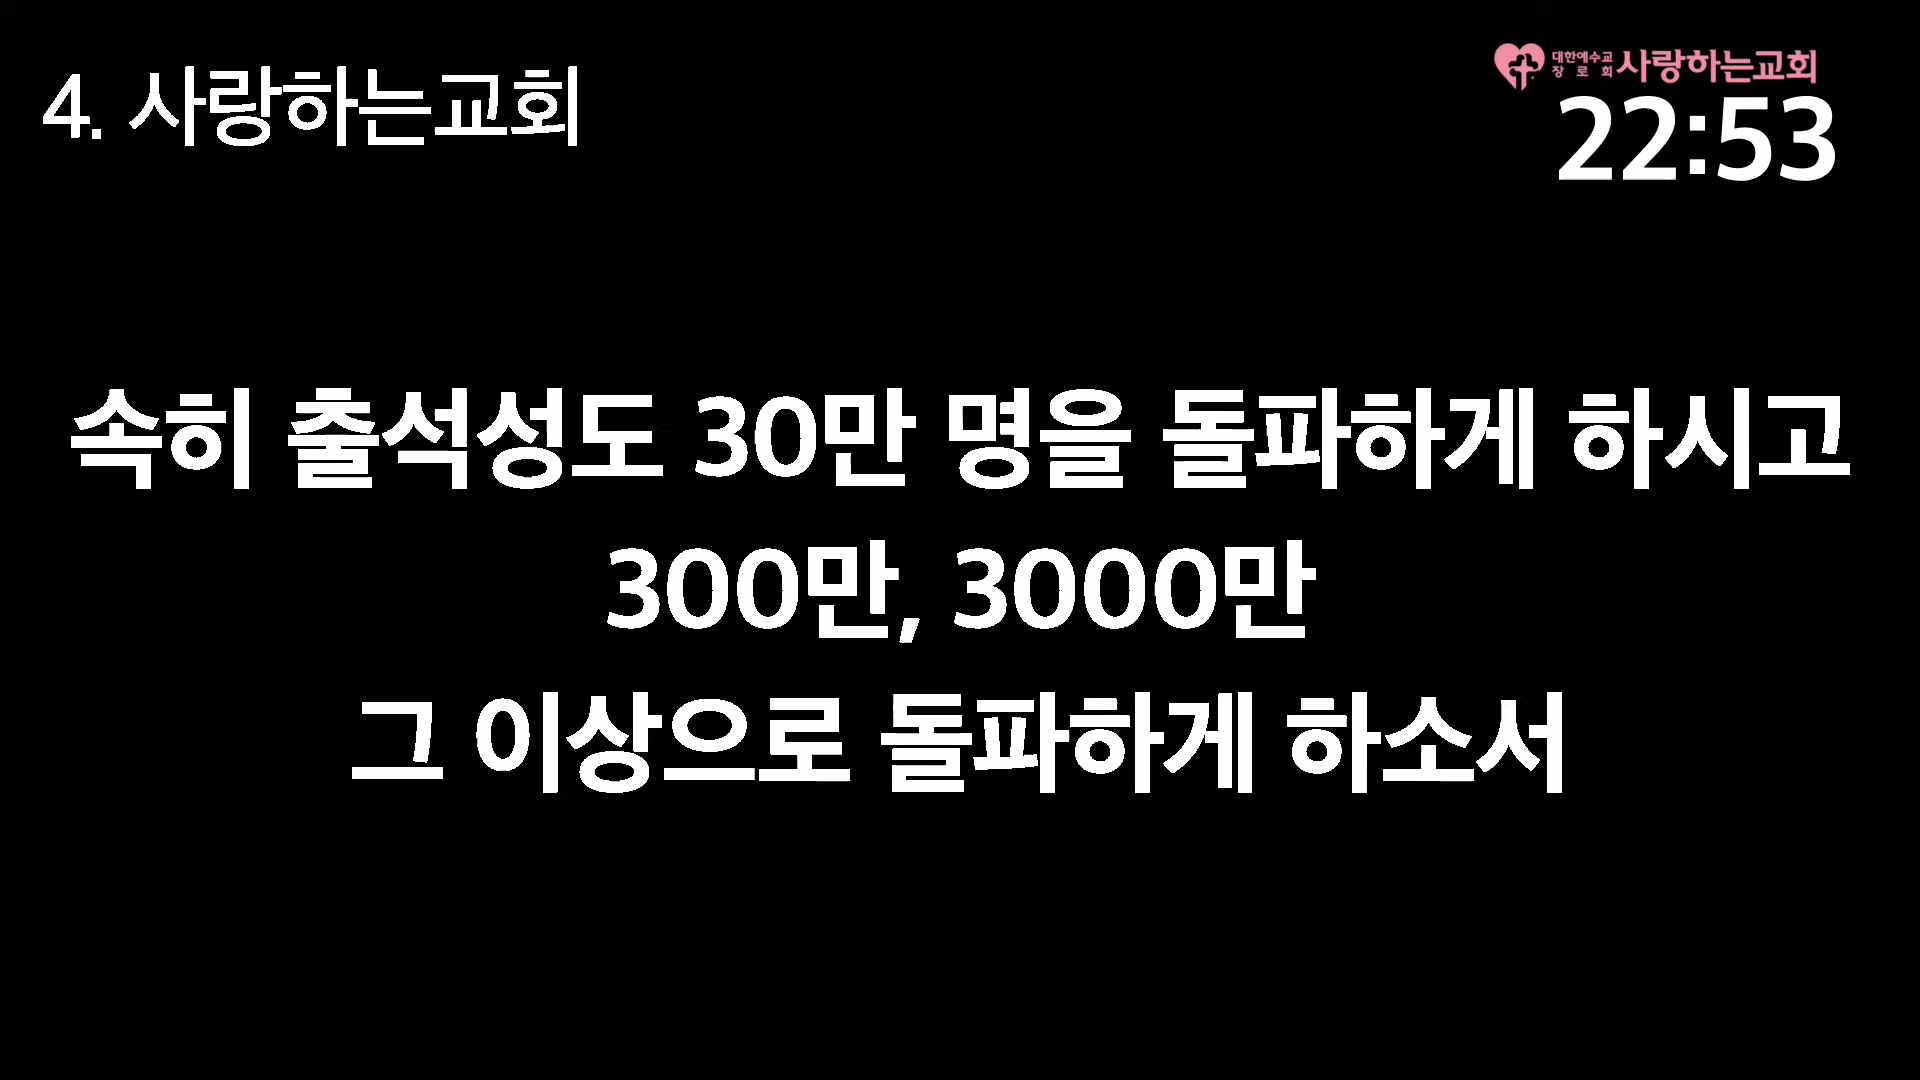 4. 사랑하는교회
대한예수교
장로회
사랑하는교회
22:53
속히 출석성도 30만 명을 돌파하게 하시고
300만, 3000만
그 이상으로 돌파하게 하소서